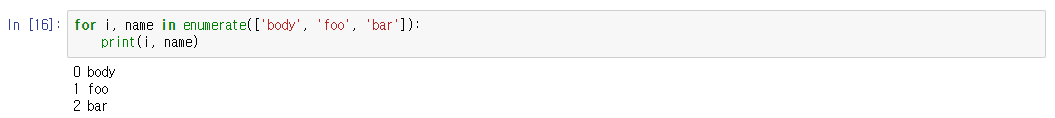 In [16]: for i, name in enumerate(['body', 'foo', 'bar']):
print(i, name)
0 body
1 foo
2 bar